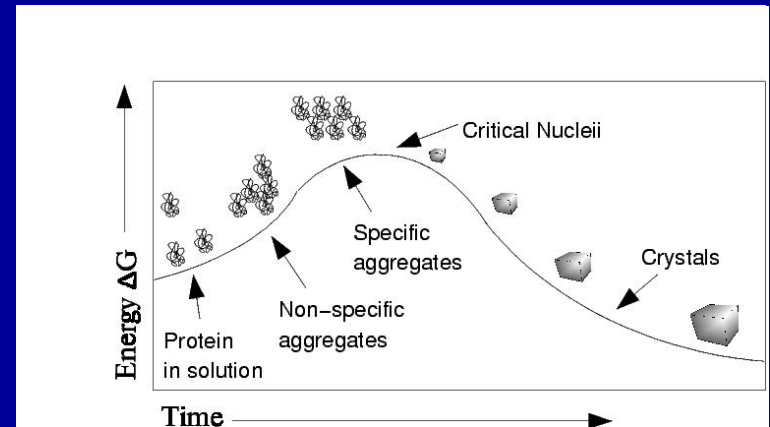 Critical Nucleii
Specific
aggregates
Crystals
Non-specific
aggregates
Protein
in solution
Energy ΔG
Time